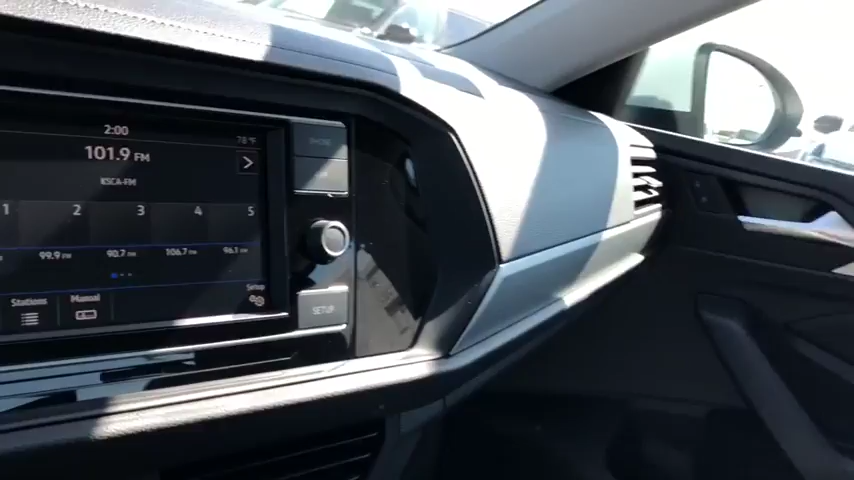 2:00
78°F
101.9 FM
KSCA-FM
1 2 3 4 5
99.9 FM 90.7 FM 106.7 FM 96.1 FM
Stations Manual Setup
PHONE
SETUP